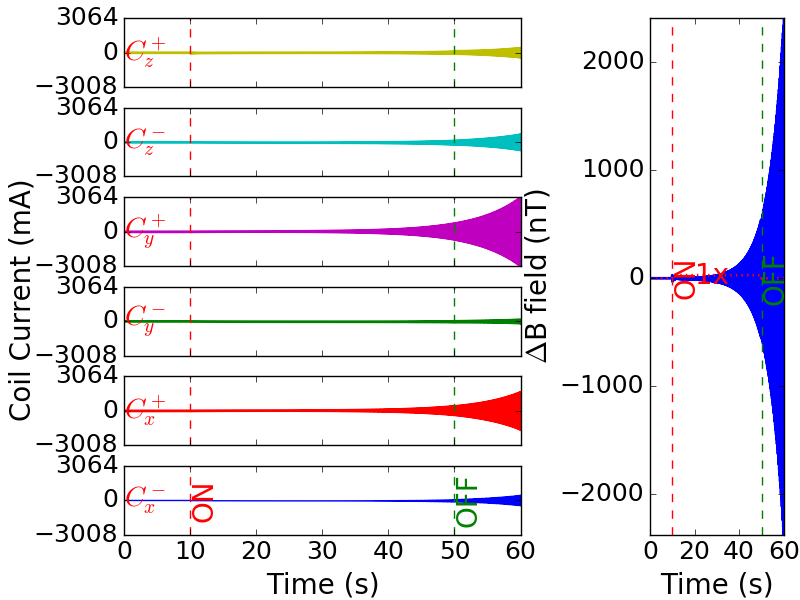 Coil Current (mA)
3064
0
−3008
C_z^+
3064
0
−3008
C_z^−
3064
0
−3008
C_y^+
3064
0
−3008
C_y^−
3064
0
−3008
C_x^+
3064
0
−3008
C_x^−
ON
OFF
0 10 20 30 40 50 60
Time (s)
ΔB field (nT)
2000
1000
0
−1000
−2000
ON
1x
OFF
0 20 40 60 80
Time (s)